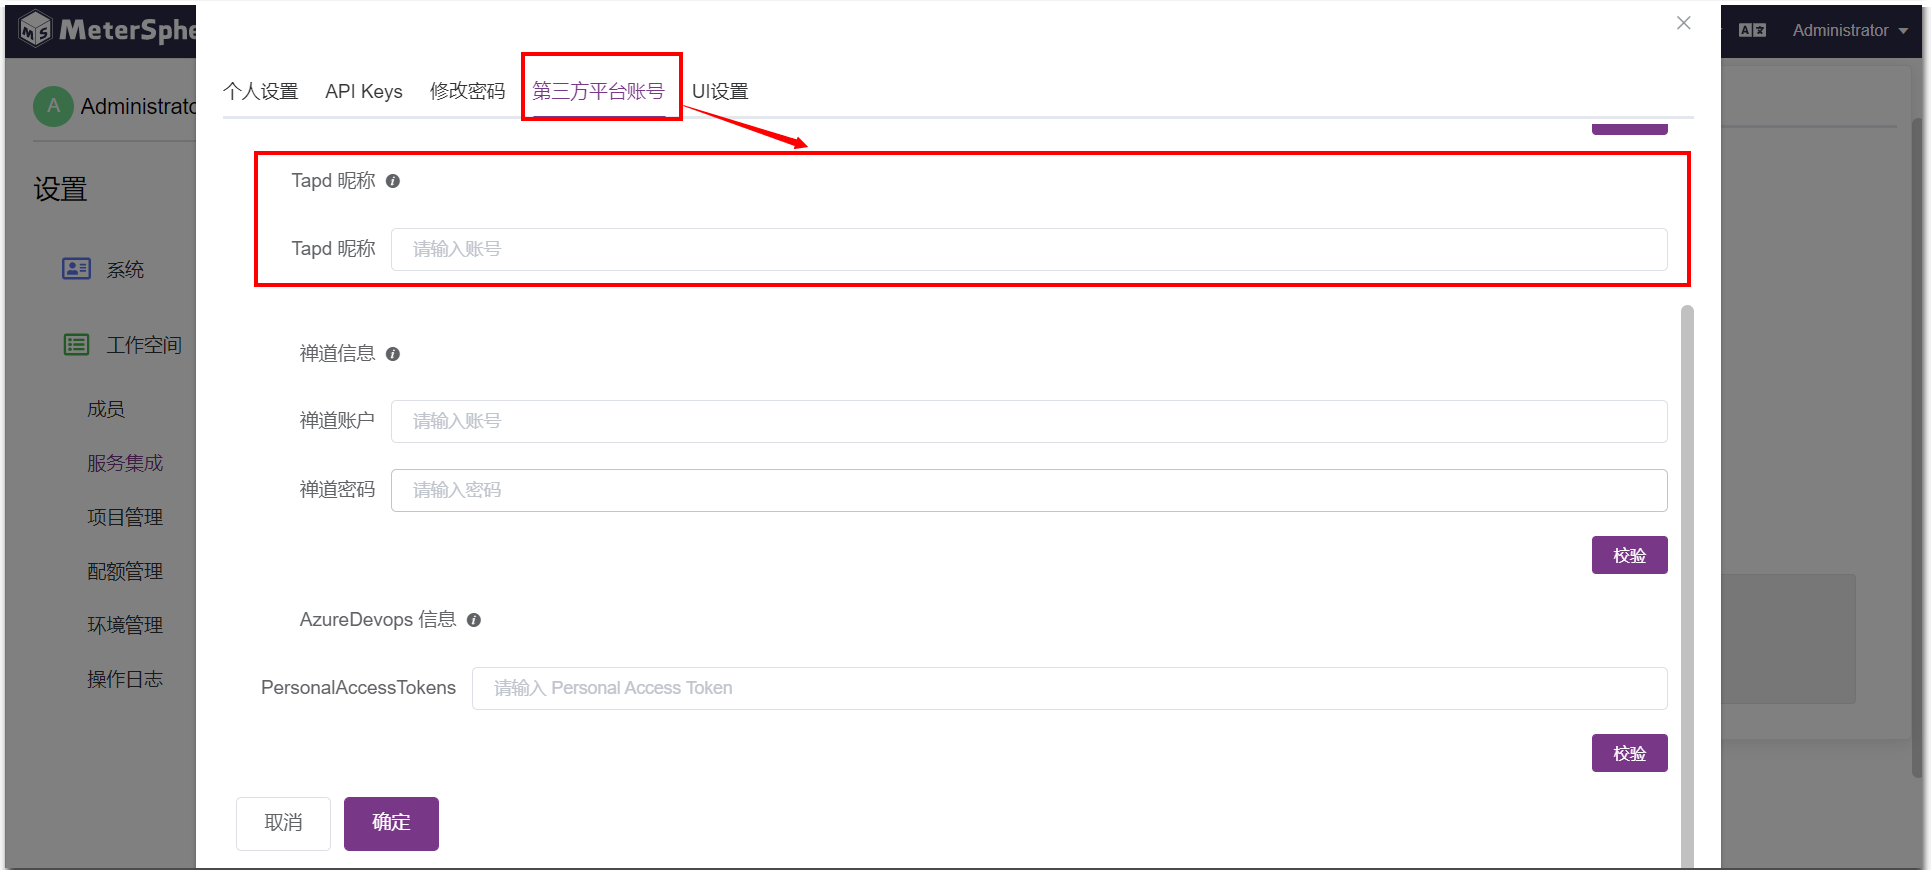 MeterSphe
Administrator
A
Administrato
设置
系统
工作空间
成员
服务集成
项目管理
配额管理
环境管理
操作日志
个人设置 API Keys 修改密码 第三方平台账号 UI设置
Tapd 昵称
Tapd 昵称 请输入账号
禅道信息
禅道账户 请输入账号
禅道密码 请输入密码
校验
AzureDevops 信息
PersonalAccessTokens 请输入 Personal Access Token
校验
取消 确定